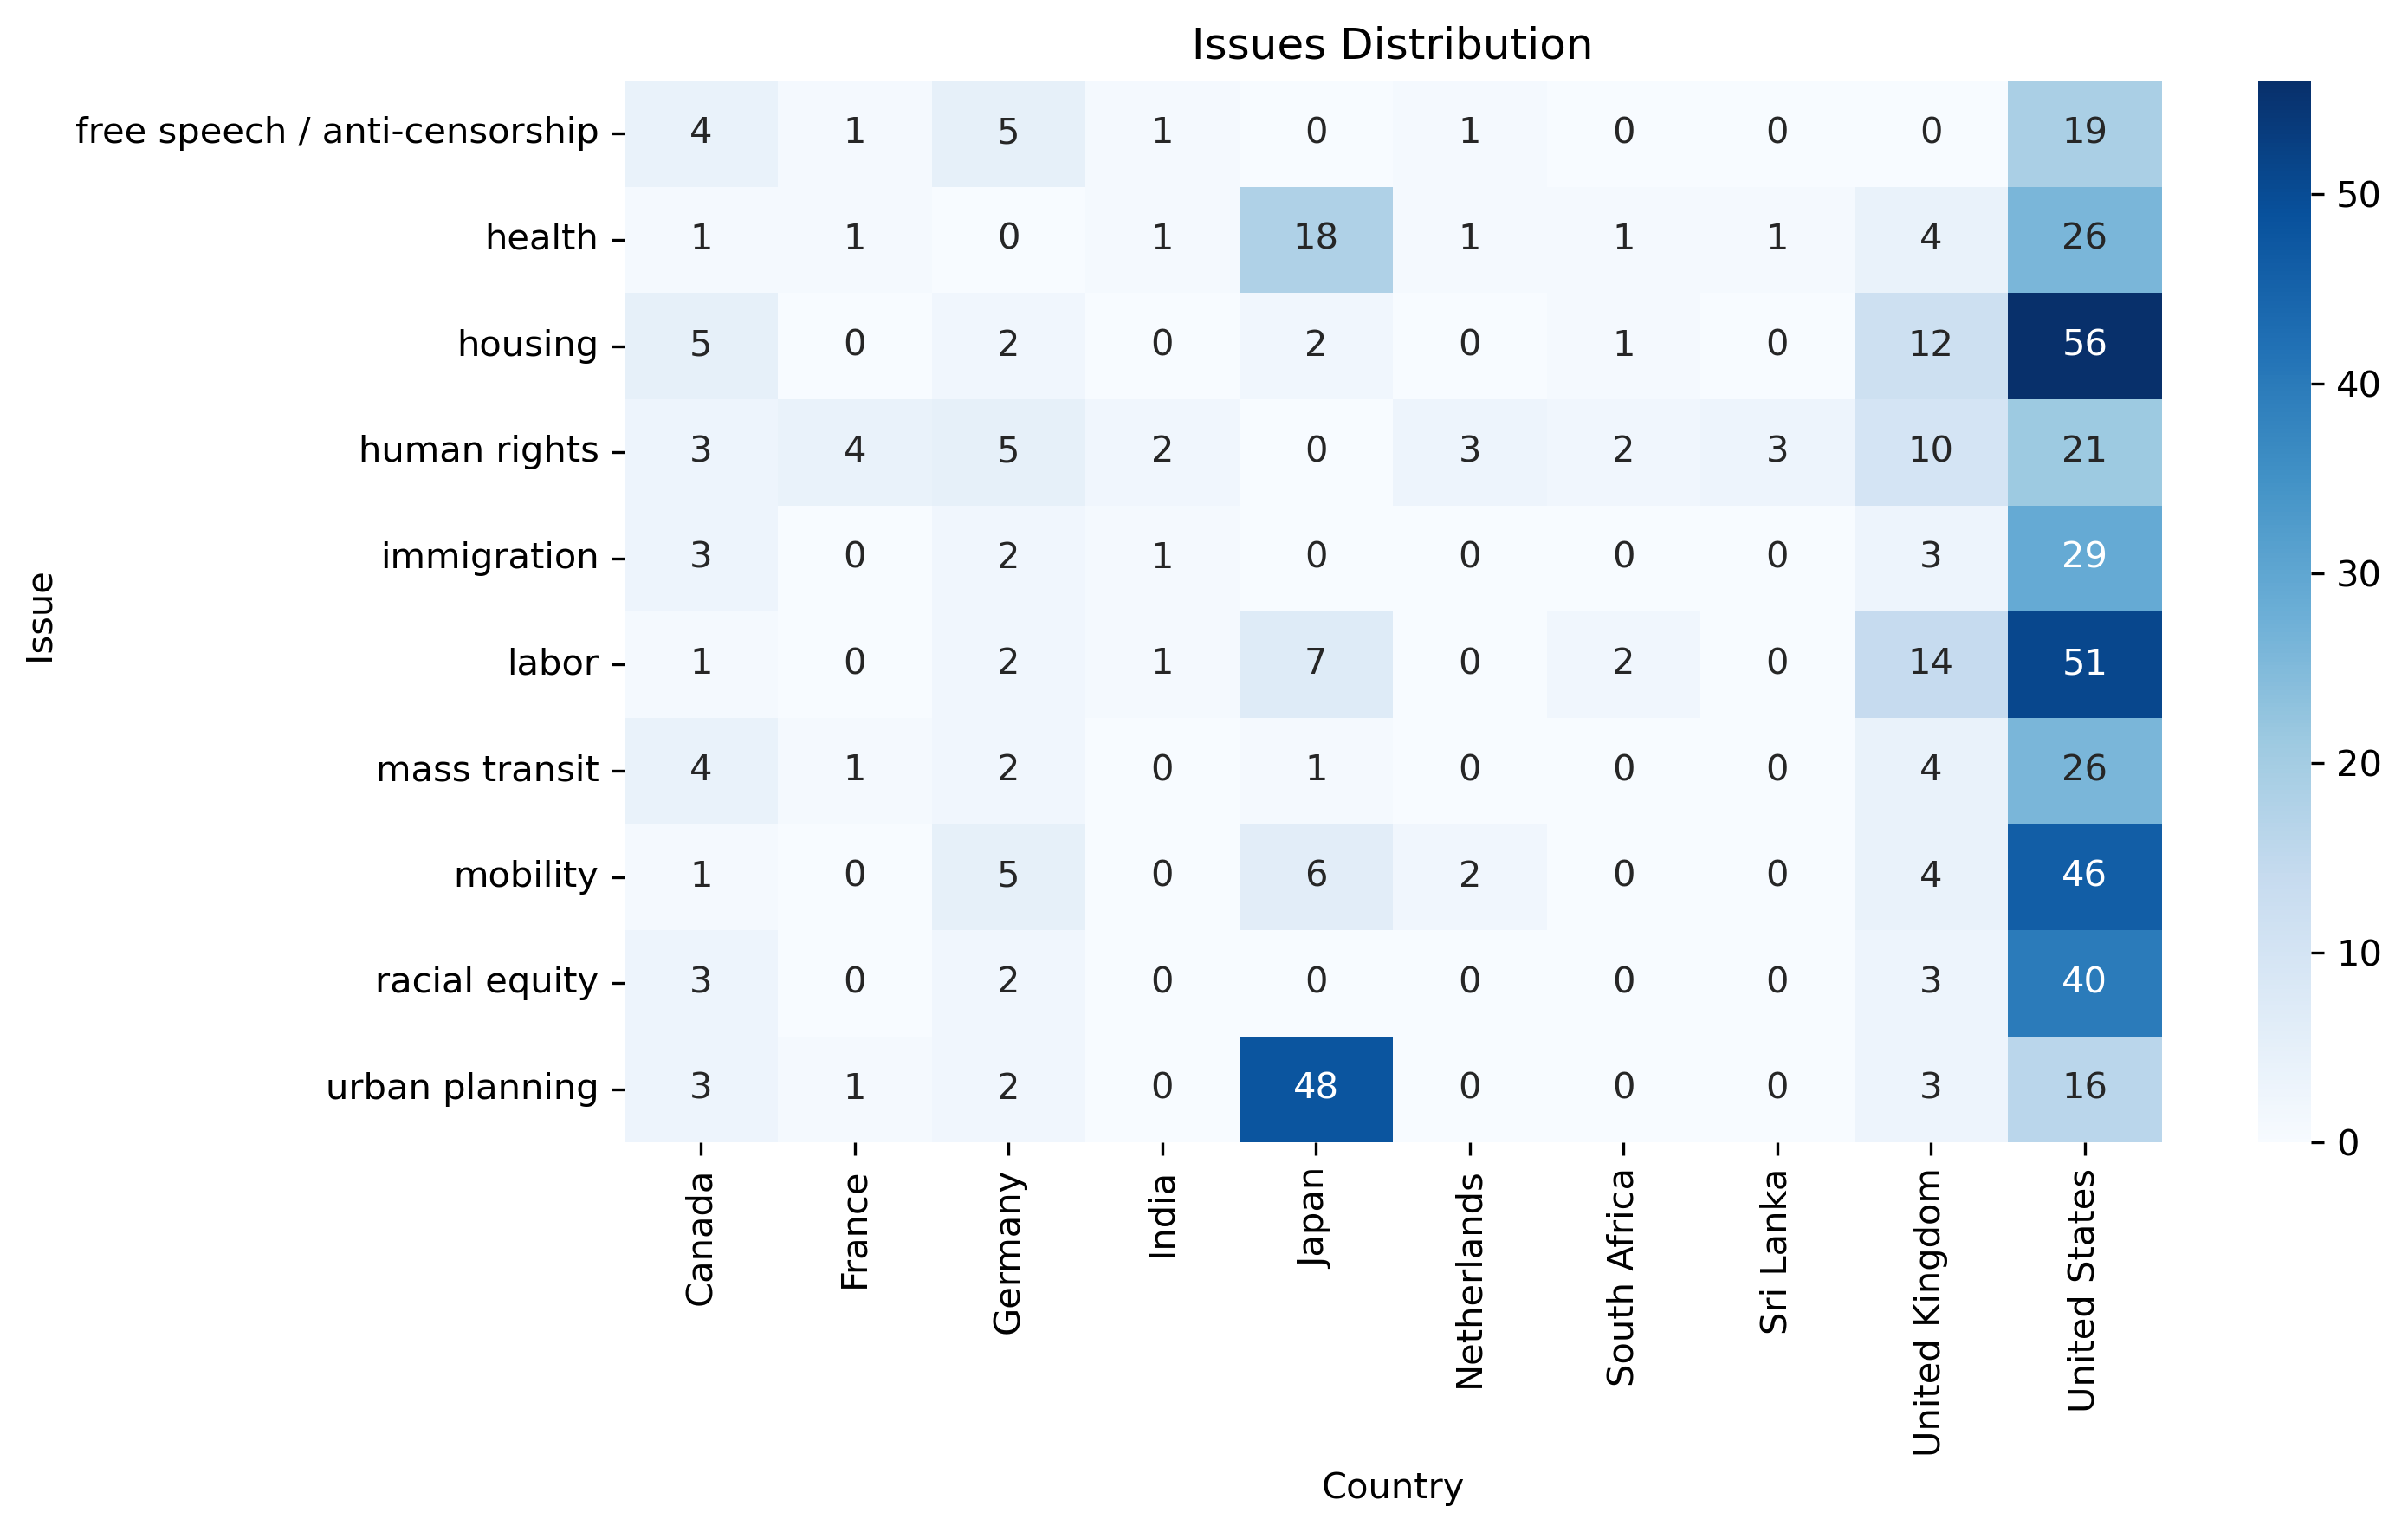 Issues Distribution
free speech / anti-censorship 4 1 5 1 0 1 0 0 0 19
health 1 1 0 1 18 1 1 1 4 26
housing 5 0 2 0 2 0 1 0 12 56
human rights 3 4 5 2 0 3 2 3 10 21
immigration 3 0 2 1 0 0 0 0 3 29
labor 1 0 2 1 7 0 2 0 14 51
mass transit 4 1 2 0 1 0 0 0 4 26
mobility 1 0 5 0 6 2 0 0 4 46
racial equity 3 0 2 0 0 0 0 0 3 40
urban planning 3 1 2 0 48 0 0 0 3 16
Issue
Canada
France
Germany
India
Japan
Netherlands
South Africa
Sri Lanka
United Kingdom
United States
Country
50
40
30
20
10
0